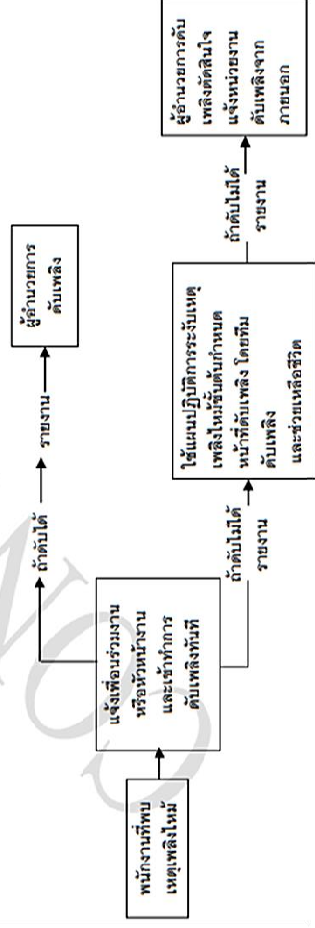 พนักงานที่พบ
เหตุเพลิงไหม้
แจ้งเพื่อนร่วมงาน
หรือหัวหน้างาน
และเข้าทำการ
ดับเพลิงทันที
ถ้าดับได้
รายงาน
ผู้อำนวยการ
ดับเพลิง
ถ้าดับไม่ได้
รายงาน
ใช้แผนปฏิบัติการระงับเหตุ
เพลิงไหม้ขั้นต้นกำหนด
หน้าที่ดับเพลิง โดยทีม
ดับเพลิง
และช่วยเหลือชีวิต
ถ้าดับไม่ได้
รายงาน
ผู้อำนวยการดับ
เพลิงตัดสินใจ
แจ้งหน่วยงาน
ดับเพลิงจาก
ภายนอก